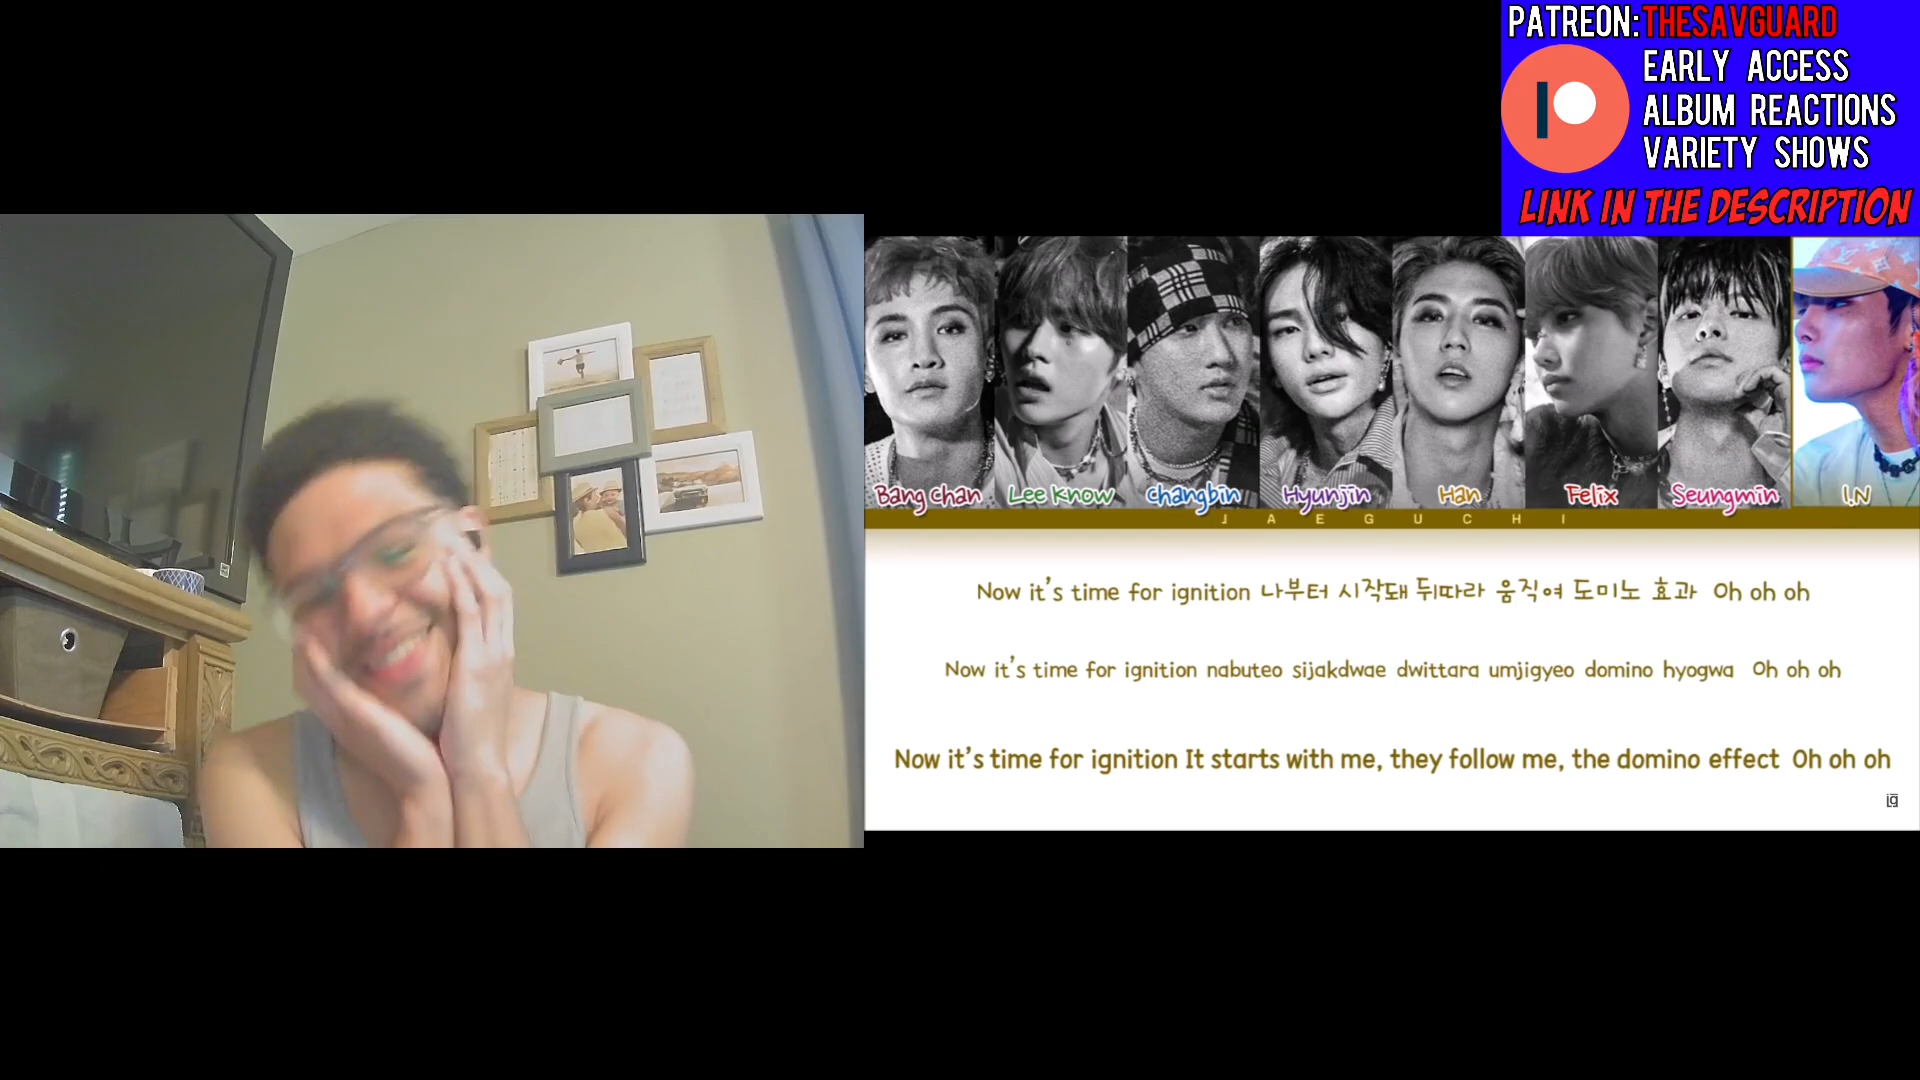 PATREON:THESAVGUARD
EARLY ACCESS
ALBUM REACTIONS
VARIETY SHOWS
LINK IN THE DESCRIPTION
Bang Chan Lee Know Changbin Hyunjin Han Felix Seungmin I.N
JAEGUCHI
Now it's time for ignition 나부터 시작돼 뒤따라 움직여 도미노 효과 Oh oh oh
Now it's time for ignition nabuteo sijakdwae dwittara umjigyeo domino hyogwa Oh oh oh
Now it's time for ignition It starts with me, they follow me, the domino effect Oh oh oh